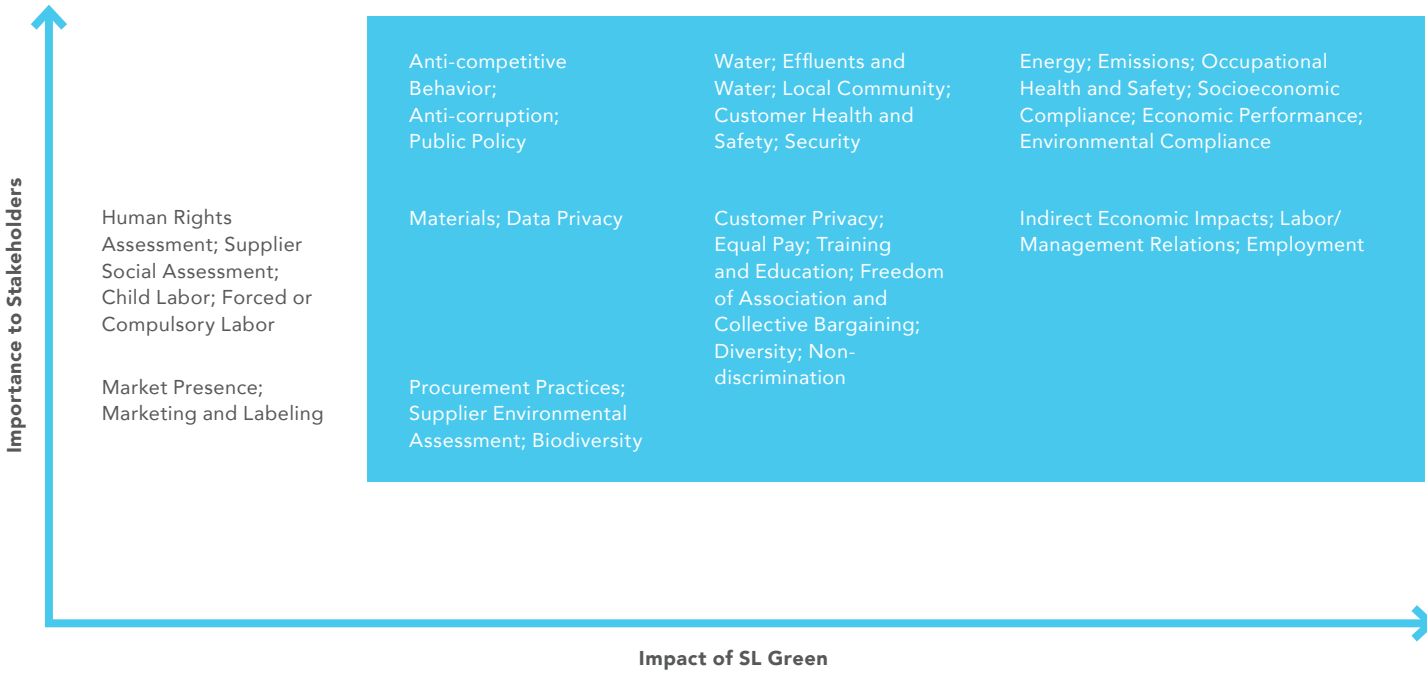 Importance to Stakeholders
Anti-competitive
Behavior;
Anti-corruption;
Public Policy
Water; Effluents and
Water; Local Community;
Customer Health and
Safety; Security
Energy; Emissions; Occupational
Health and Safety; Socioeconomic
Compliance; Economic Performance;
Environmental Compliance
Human Rights
Assessment; Supplier
Social Assessment;
Child Labor; Forced or
Compulsory Labor
Materials; Data Privacy
Customer Privacy;
Equal Pay; Training
and Education; Freedom
of Association and
Collective Bargaining;
Diversity; Non-
discrimination
Indirect Economic Impacts; Labor/
Management Relations; Employment
Market Presence;
Marketing and Labeling
Procurement Practices;
Supplier Environmental
Assessment; Biodiversity
Impact of SL Green